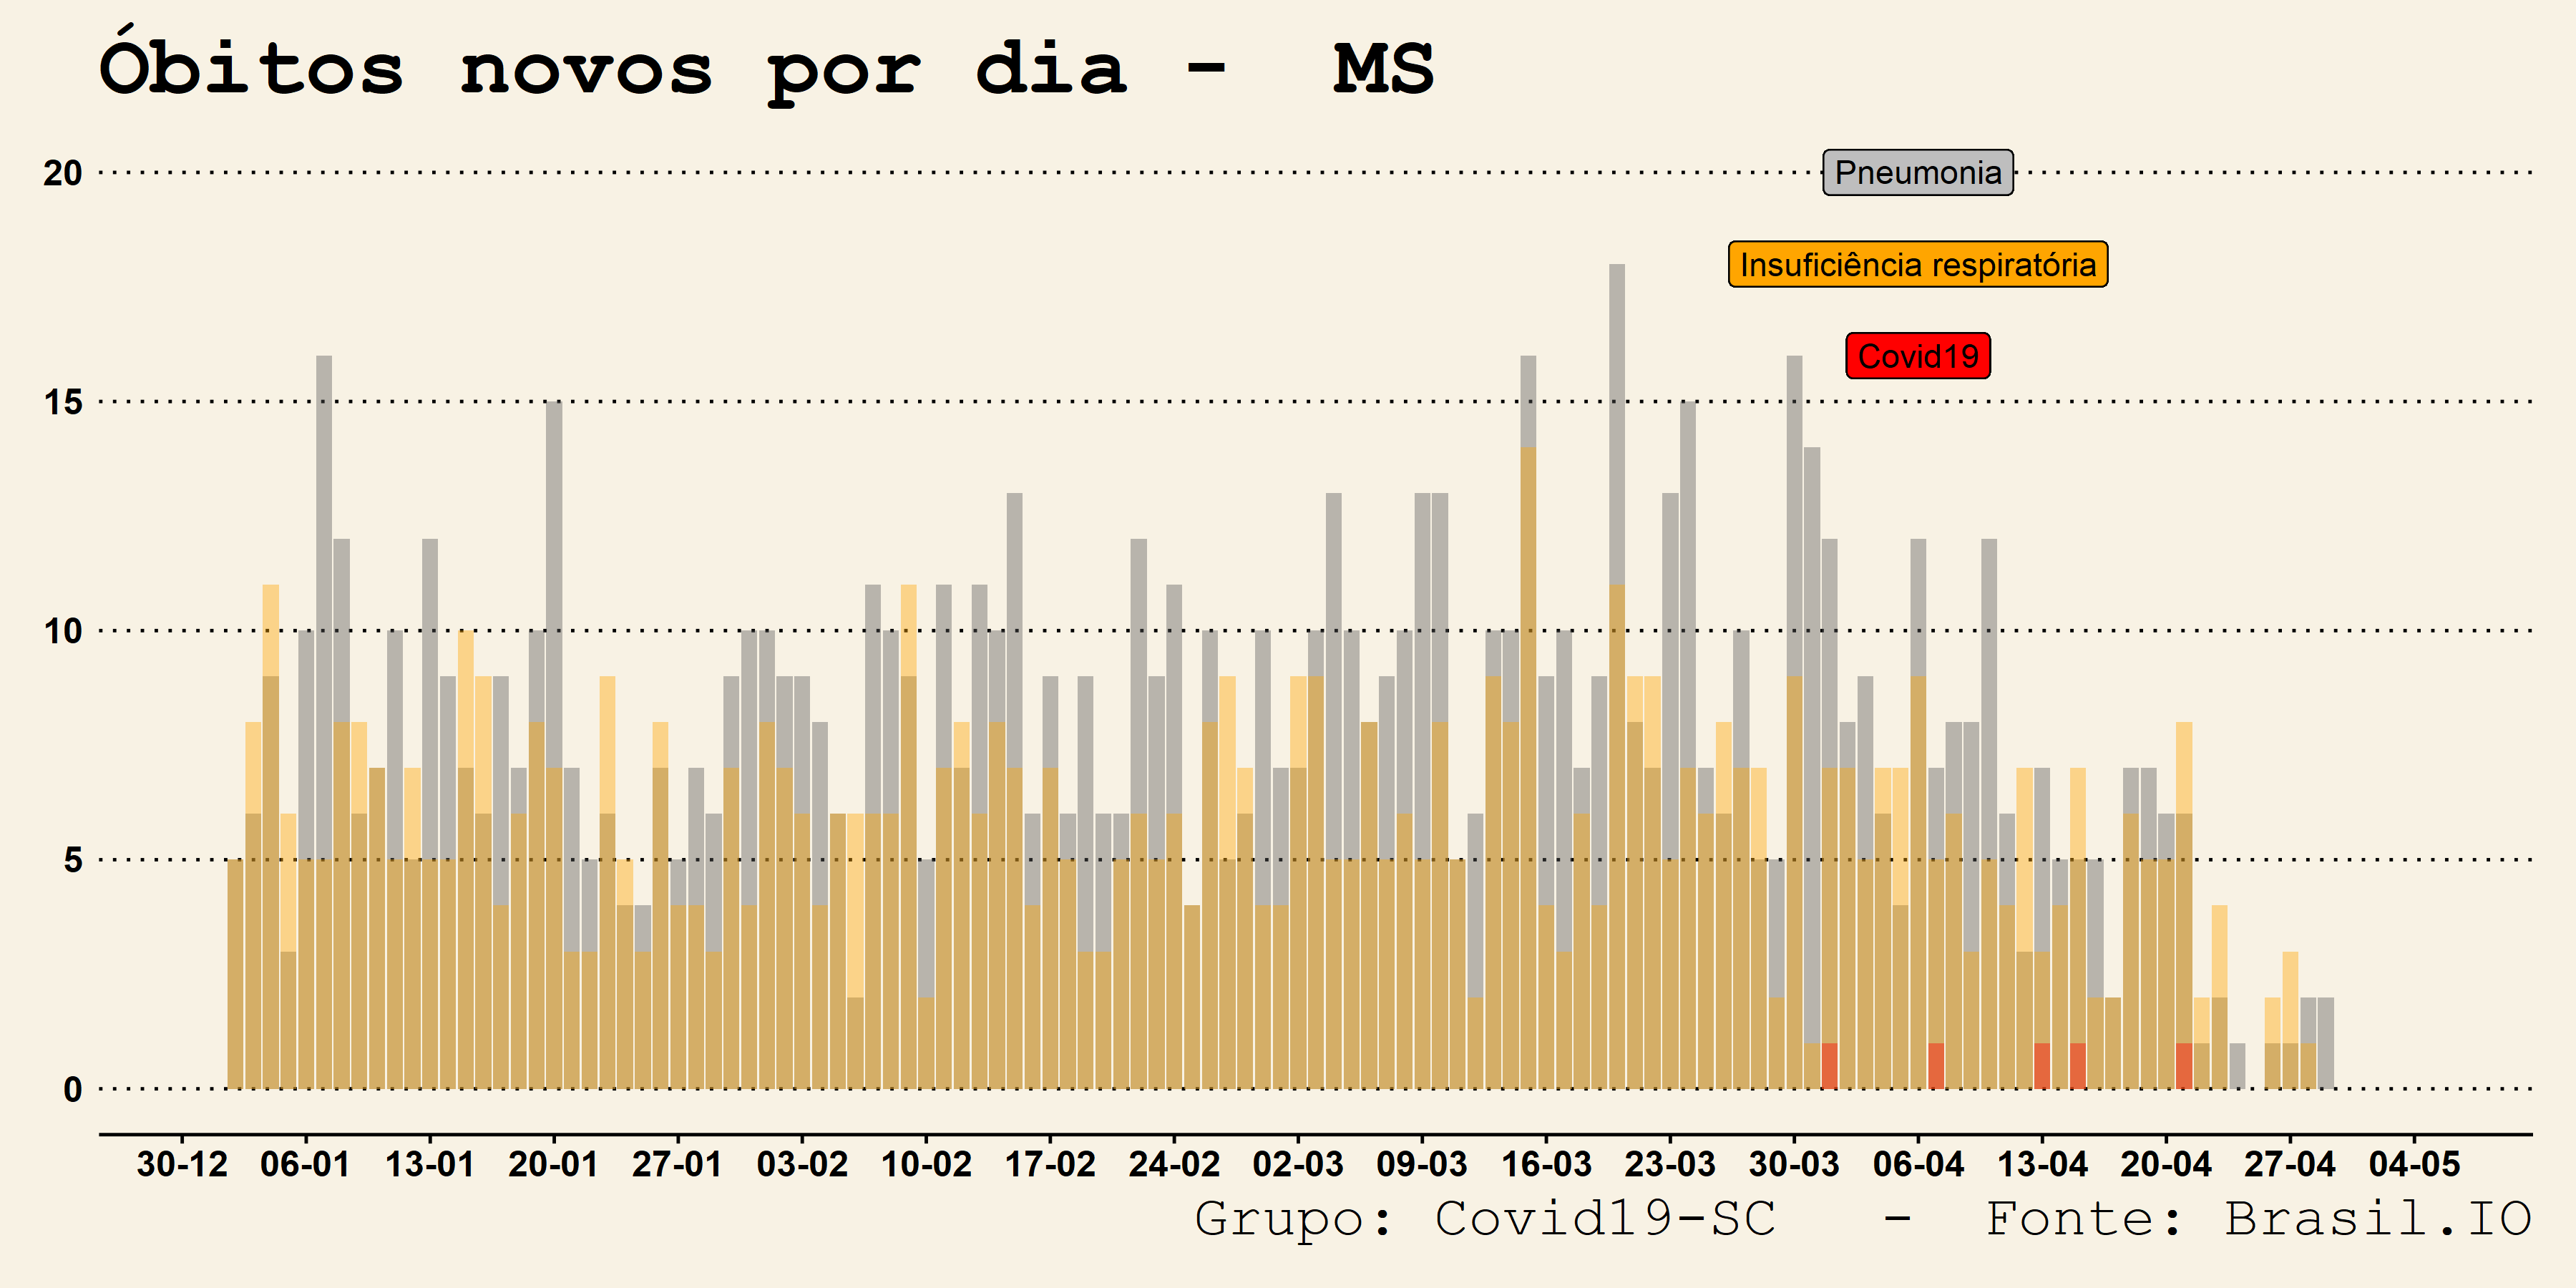 Óbitos novos por dia - MS
20
Pneumonia
Insuficiência respiratória
Covid19
15
10
5
0
30-12 06-01 13-01 20-01 27-01 03-02 10-02 17-02 24-02 02-03 09-03 16-03 23-03 30-03 06-04 13-04 20-04 27-04 04-05
Grupo: Covid19-SC - Fonte: Brasil.IO